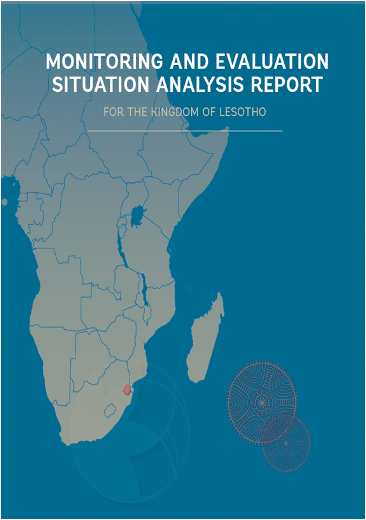 MONITORING AND EVALUATION
SITUATION ANALYSIS REPORT
FOR THE KINGDOM OF LESOTHO